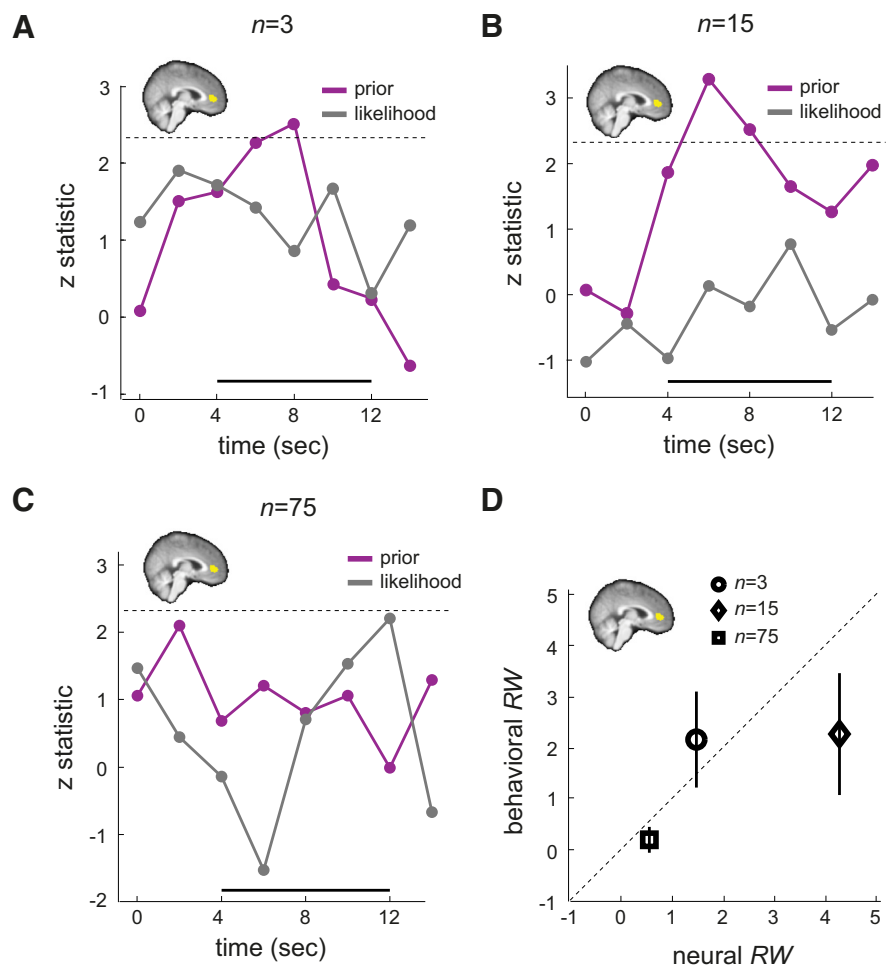 A
n=3
prior
likelihood
z statistic
3
2
1
0
-1
0 4 8 12
time (sec)
B
n=15
prior
likelihood
z statistic
3
2
1
0
-1
0 4 8 12
time (sec)
C
n=75
prior
likelihood
z statistic
3
2
1
0
-1
-2
0 4 8 12
time (sec)
D
n=3
n=15
n=75
behavioral RW
5
4
3
2
1
0
-1
-1 0 1 2 3 4 5
neural RW